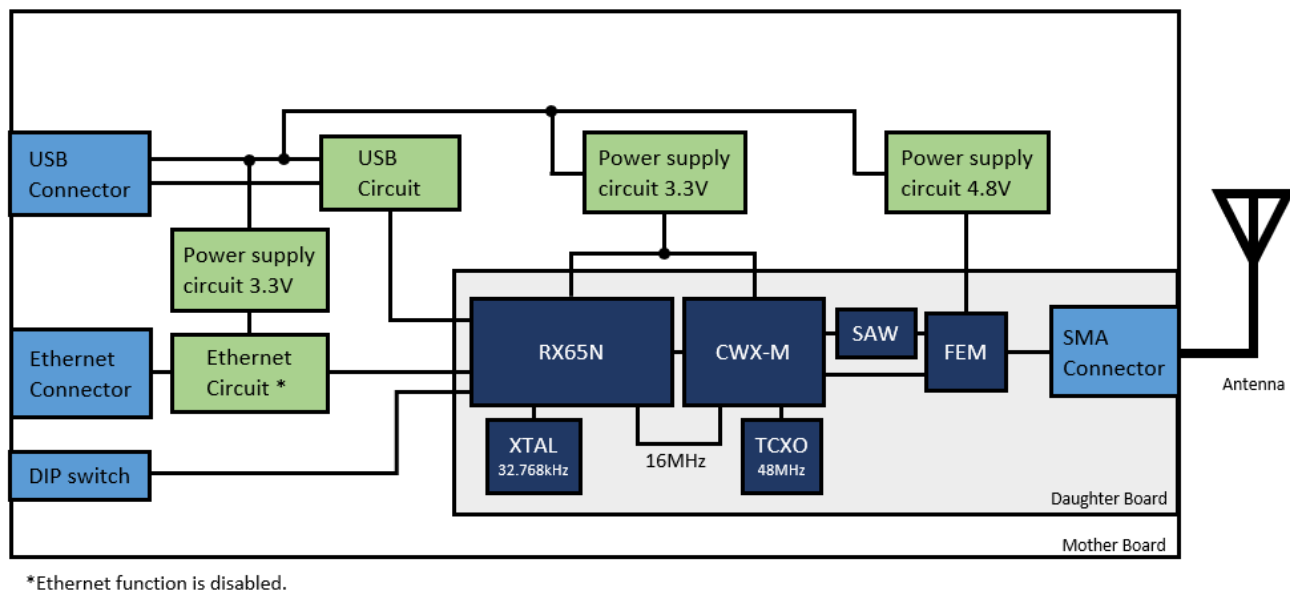 USB
Connector
USB
Circuit
Power supply
circuit 3.3V
Power supply
circuit 4.8V
Power supply
circuit 3.3V
Ethernet
Connector
Ethernet
Circuit *
RX65N
CWX-M
SAW
FEM
SMA
Connector
Antenna
DIP switch
XTAL
32.768kHz
16MHz
TCXO
48MHz
Daughter Board
Mother Board
*Ethernet function is disabled.